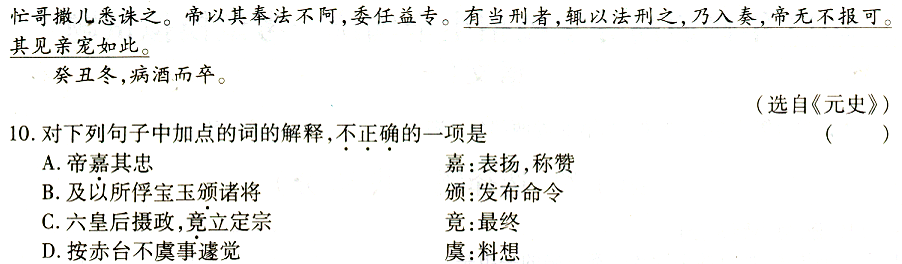 忙哥撒儿悉诛之。帝以其奉法不阿,委任益专。有当刑者,辄以法刑之,乃入奏,帝无不报可。
其见亲宠如此。
癸丑冬,病酒而卒。
(选自《元史》)
10.对下列句子中加点的词的解释,不正确的一项是 ( )
A.帝嘉其忠 嘉:表扬,称赞
B.及以所俘宝玉颁诸将 颁:发布命令
C.六皇后摄政,竟立定宗 竟:最终
D.按赤台不虞事遽觉 虞:料想